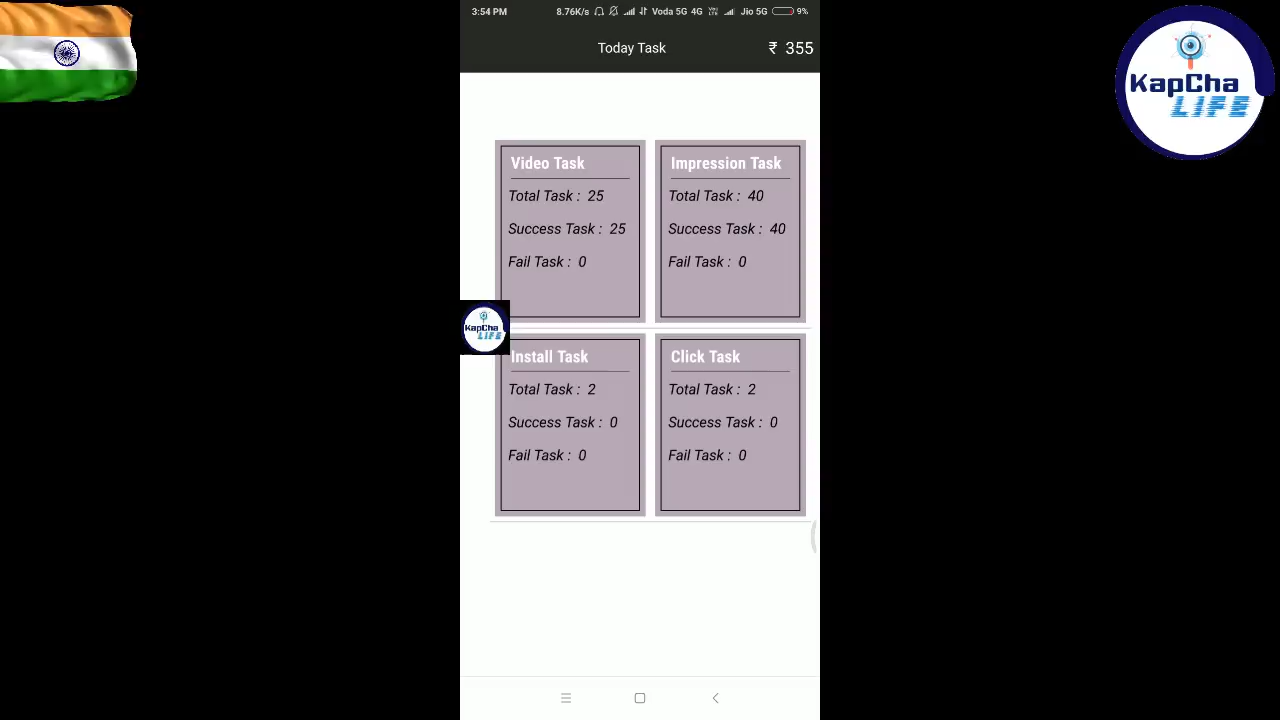 3:54 PM 8.76K/s Voda 5G 4G VoLTE Jio 5G 9%
Today Task ₹ 355
KapCha
LIFE
Video Task
Total Task : 25
Success Task : 25
Fail Task : 0
Impression Task
Total Task : 40
Success Task : 40
Fail Task : 0
KapCha
LIFE
Install Task
Total Task : 2
Success Task : 0
Fail Task : 0
Click Task
Total Task : 2
Success Task : 0
Fail Task : 0